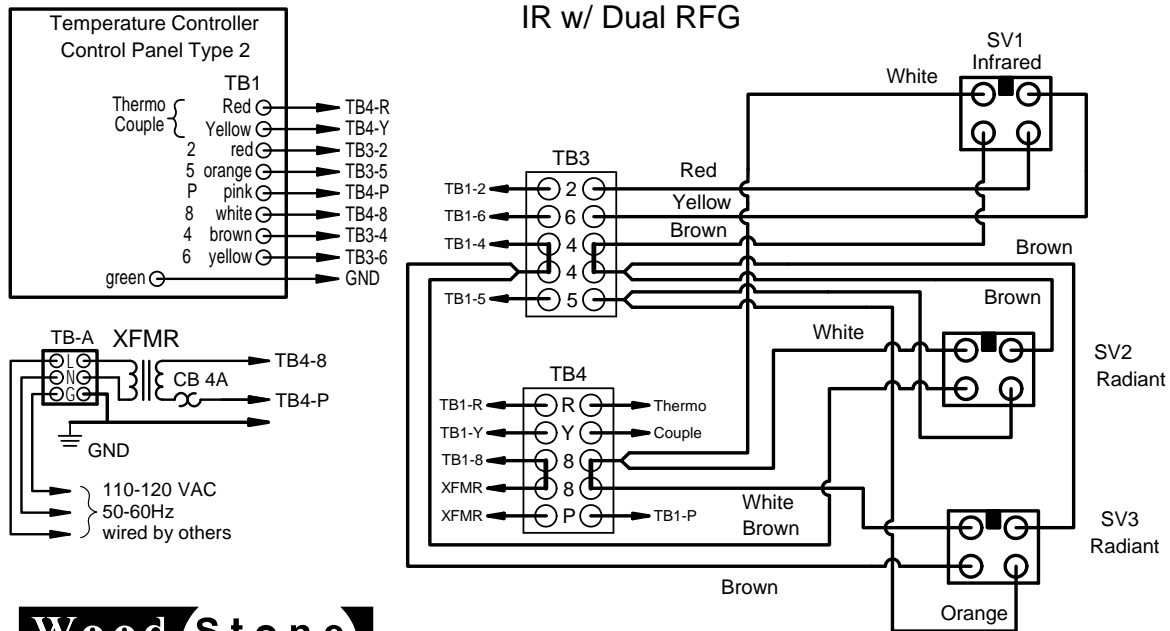 IR w/ Dual RFG
Temperature Controller
Control Panel Type 2
TB1
Thermo
Couple
Red TB4-R
Yellow TB4-Y
2 red TB3-2
5 orange TB3-5
P pink TB4-P
8 white TB4-8
4 brown TB3-4
6 yellow TB3-6
green GND
TB-A XFMR
L
N
G
CB 4A
TB4-8
TB4-P
GND
110-120 VAC
50-60Hz
wired by others
TB3
TB1-2 2 Red
TB1-6 6 Yellow
TB1-4 4 Brown
4
TB1-5 5
TB4
TB1-R R Thermo
TB1-Y Y Couple
TB1-8 8
XFMR 8
XFMR P TB1-P
White
SV1
Infrared
Brown
Brown
White
SV2
Radiant
White
Brown
SV3
Radiant
Brown
Orange
Wood Stone